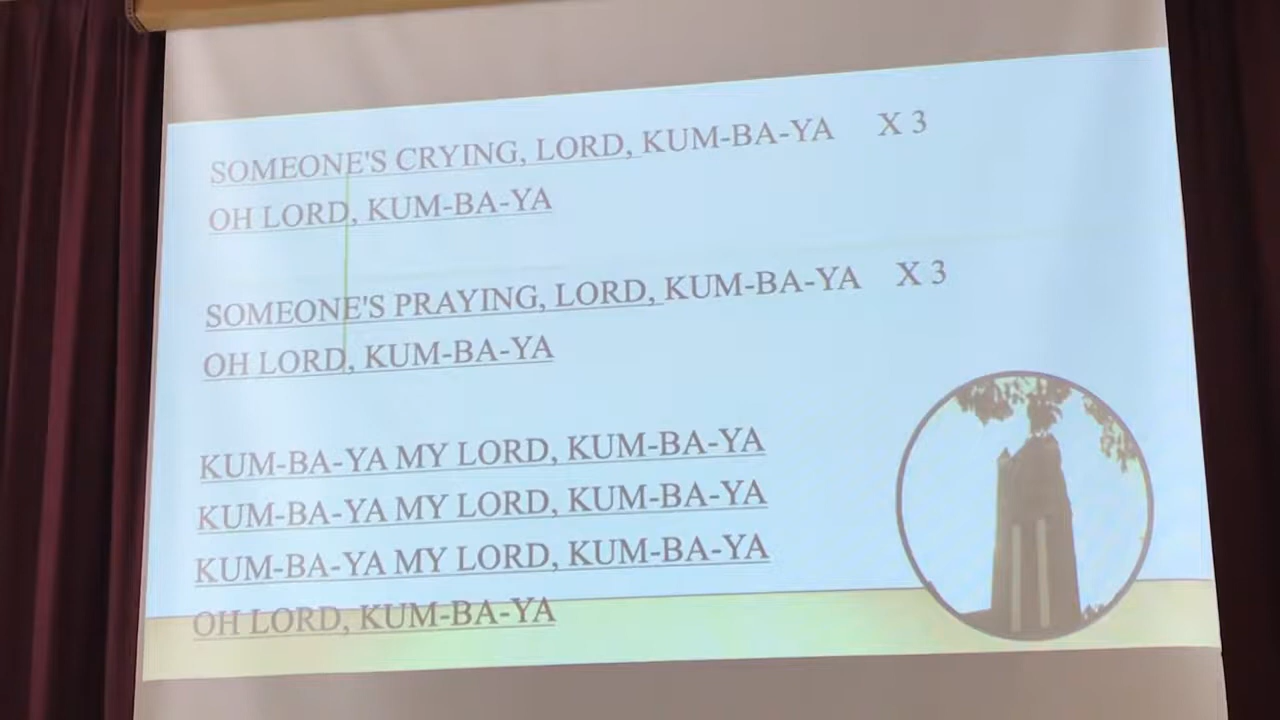 SOMEONE'S CRYING, LORD, KUM-BA-YA X 3
OH LORD, KUM-BA-YA
SOMEONE'S PRAYING, LORD, KUM-BA-YA X 3
OH LORD, KUM-BA-YA
KUM-BA-YA MY LORD, KUM-BA-YA
KUM-BA-YA MY LORD, KUM-BA-YA
KUM-BA-YA MY LORD, KUM-BA-YA
OH LORD, KUM-BA-YA